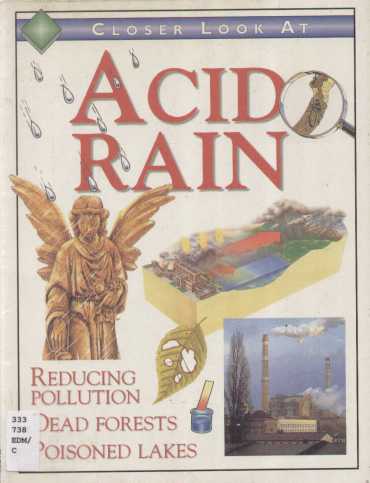 CLOSER LOOK AT
ACID
RAIN
REDUCING
POLLUTION
DEAD FORESTS
POISONED LAKES
333
738
EDM/
C